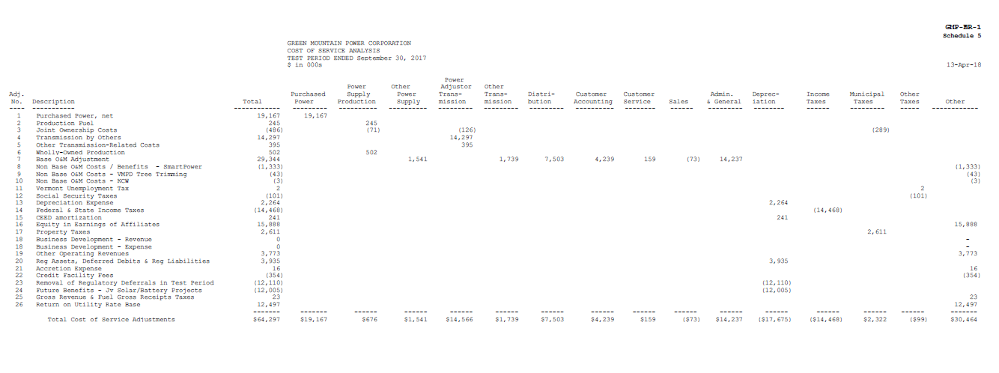 GMP-ER-1
Schedule 5
GREEN MOUNTAIN POWER CORPORATION
COST OF SERVICE ANALYSIS
TEST PERIOD ENDED September 30, 2017
$ in 000s 13-Apr-18
Power
Power Other Adjustor Other
Adj. Purchased Supply Power Trans- Trans- Distri- Customer Customer Admin. Deprec- Income Municipal Other
No. Description Total Power Production Supply mission mission bution Accounting Service Sales & General iation Taxes Taxes Taxes Other
1 Purchased Power, net 19,167 19,167
2 Production Fuel 245 245
3 Joint Ownership Costs (486) (71) (126) (289)
4 Transmission by Others 14,297 14,297
5 Other Transmission-Related Costs 395 395
6 Wholly-Owned Production 502 502
7 Base O&M Adjustment 29,344 1,541 1,739 7,503 4,239 159 (73) 14,237
8 Non Base O&M Costs / Benefits - SmartPower (1,333) (1,333)
9 Non Base O&M Costs - VMPD Tree Trimming (43) (43)
10 Non Base O&M Costs - KCW (3) (3)
11 Vermont Unemployment Tax 2 2
12 Social Security Taxes (101) (101)
13 Depreciation Expense 2,264 2,264
14 Federal & State Income Taxes (14,468) (14,468)
15 CEED amortization 241 241
16 Equity in Earnings of Affiliates 15,888 15,888
17 Property Taxes 2,611 2,611
18 Business Development - Revenue 0 -
18 Business Development - Expense 0 -
19 Other Operating Revenues 3,773 3,773
20 Reg Assets, Deferred Debits & Reg Liabilities 3,935 3,935
21 Accretion Expense 16 16
22 Credit Facility Fees (354) (354)
23 Removal of Regulatory Deferrals in Test Period (12,110) (12,110)
24 Future Benefits - Jv Solar/Battery Projects (12,005) (12,005)
25 Gross Revenue & Fuel Gross Receipts Taxes 23 23
26 Return on Utility Rate Base 12,497 12,497
Total Cost of Service Adjustments $64,297 $19,167 $676 $1,541 $14,566 $1,739 $7,503 $4,239 $159 ($73) $14,237 ($17,675) ($14,468) $2,322 ($99) $30,464